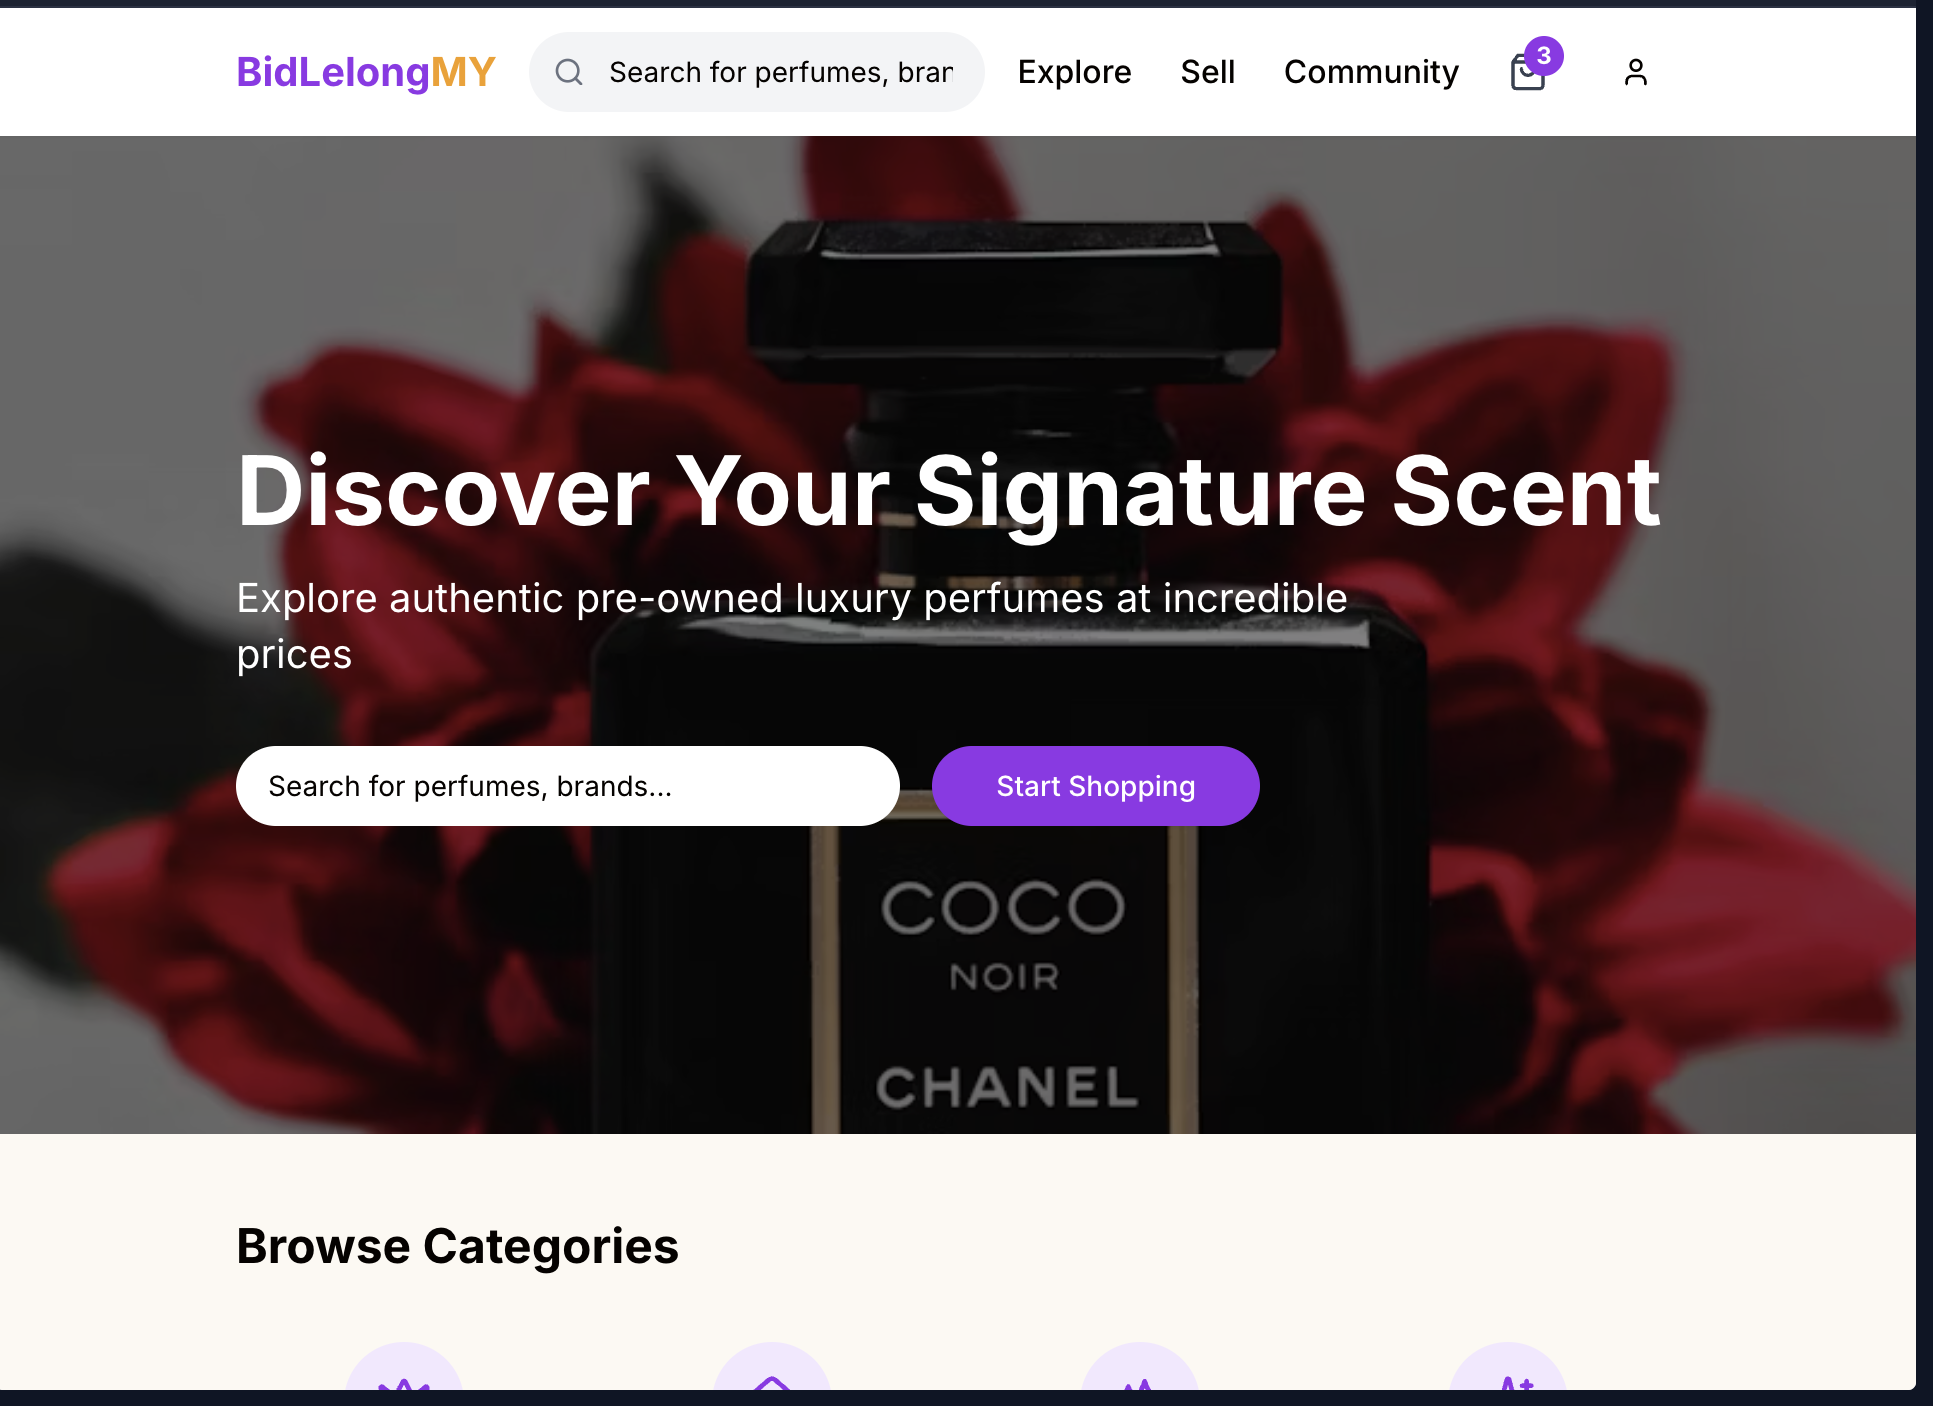 BidLelongMY
Search for perfumes, bran
Explore
Sell
Community
3
Discover Your Signature Scent
Explore authentic pre-owned luxury perfumes at incredible
prices
Search for perfumes, brands...
Start Shopping
COCO
NOIR
CHANEL
Browse Categories